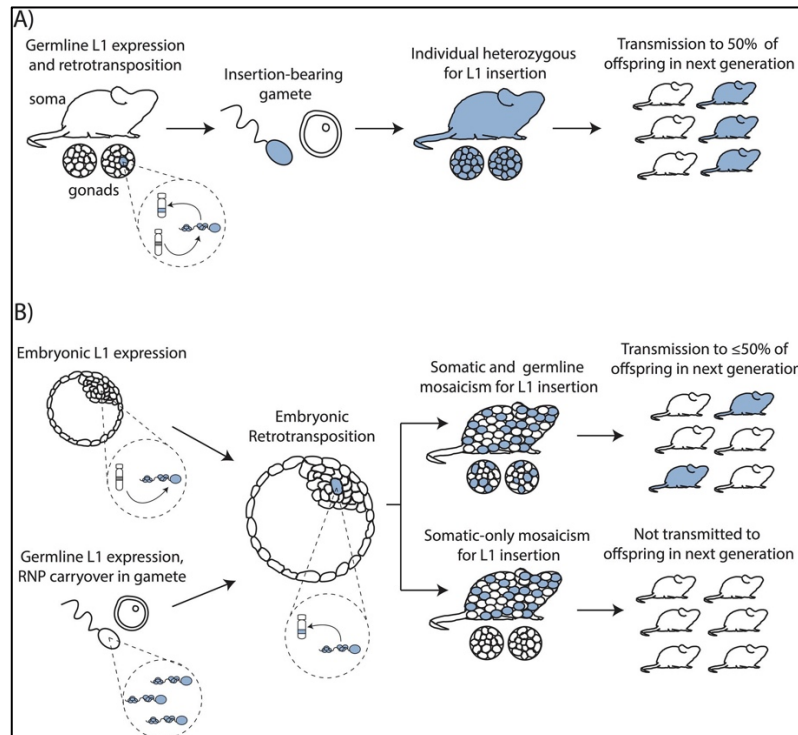 A)
Germline L1 expression
and retrotransposition
soma
gonads
Insertion-bearing
gamete
Individual heterozygous
for L1 insertion
Transmission to 50% of
offspring in next generation
B)
Embryonic L1 expression
Germline L1 expression,
RNP carryover in gamete
Embryonic
Retrotransposition
Somatic and germline
mosaicism for L1 insertion
Transmission to ≤50% of
offspring in next generation
Somatic-only mosaicism
for L1 insertion
Not transmitted to
offspring in next generation